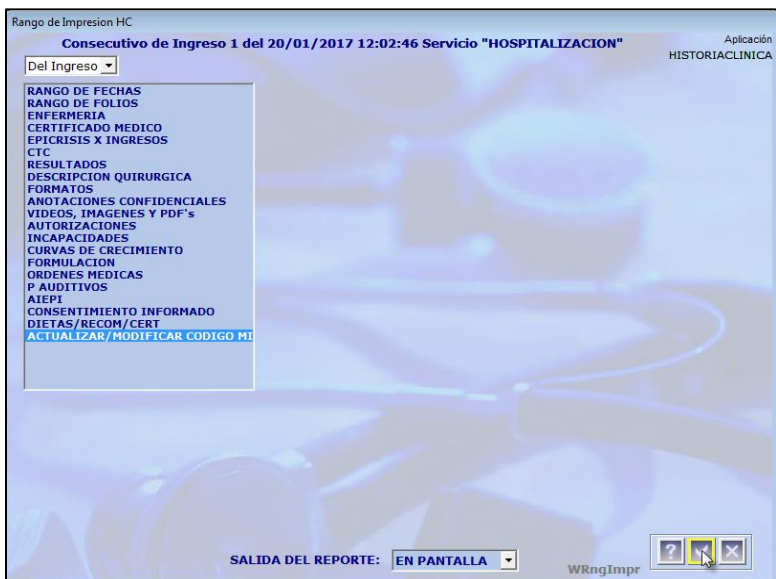 Rango de Impresion HC
Consecutivo de Ingreso 1 del 20/01/2017 12:02:46 Servicio "HOSPITALIZACION"
Aplicación
HISTORIACLINICA
Del Ingreso
RANGO DE FECHAS
RANGO DE FOLIOS
ENFERMERIA
CERTIFICADO MEDICO
EPICRISIS X INGRESOS
CTC
RESULTADOS
DESCRIPCION QUIRURGICA
FORMATOS
ANOTACIONES CONFIDENCIALES
VIDEOS, IMAGENES Y PDF's
AUTORIZACIONES
INCAPACIDADES
CURVAS DE CRECIMIENTO
FORMULACION
ORDENES MEDICAS
P AUDITIVOS
AIEPI
CONSENTIMIENTO INFORMADO
DIETAS/RECOM/CERT
ACTUALIZAR/MODIFICAR CODIGO MI
SALIDA DEL REPORTE: EN PANTALLA
WRngImpr
?